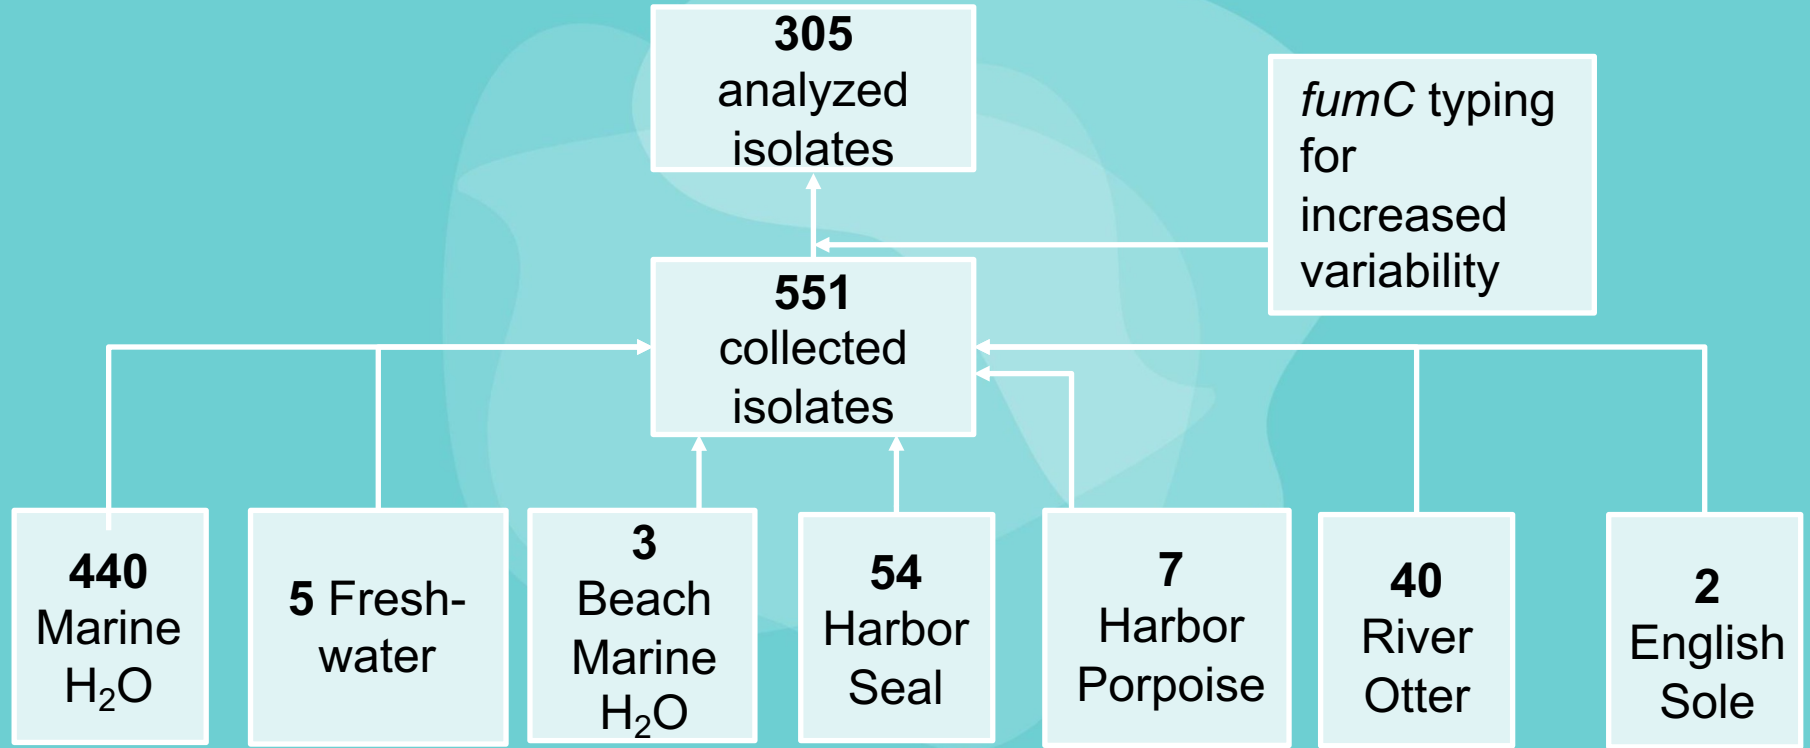 305
analyzed
isolates
fumC typing
for
increased
variability
551
collected
isolates
440
Marine
H₂O
5 Fresh-
water
3
Beach
Marine
H₂O
54
Harbor
Seal
7
Harbor
Porpoise
40
River
Otter
2
English
Sole